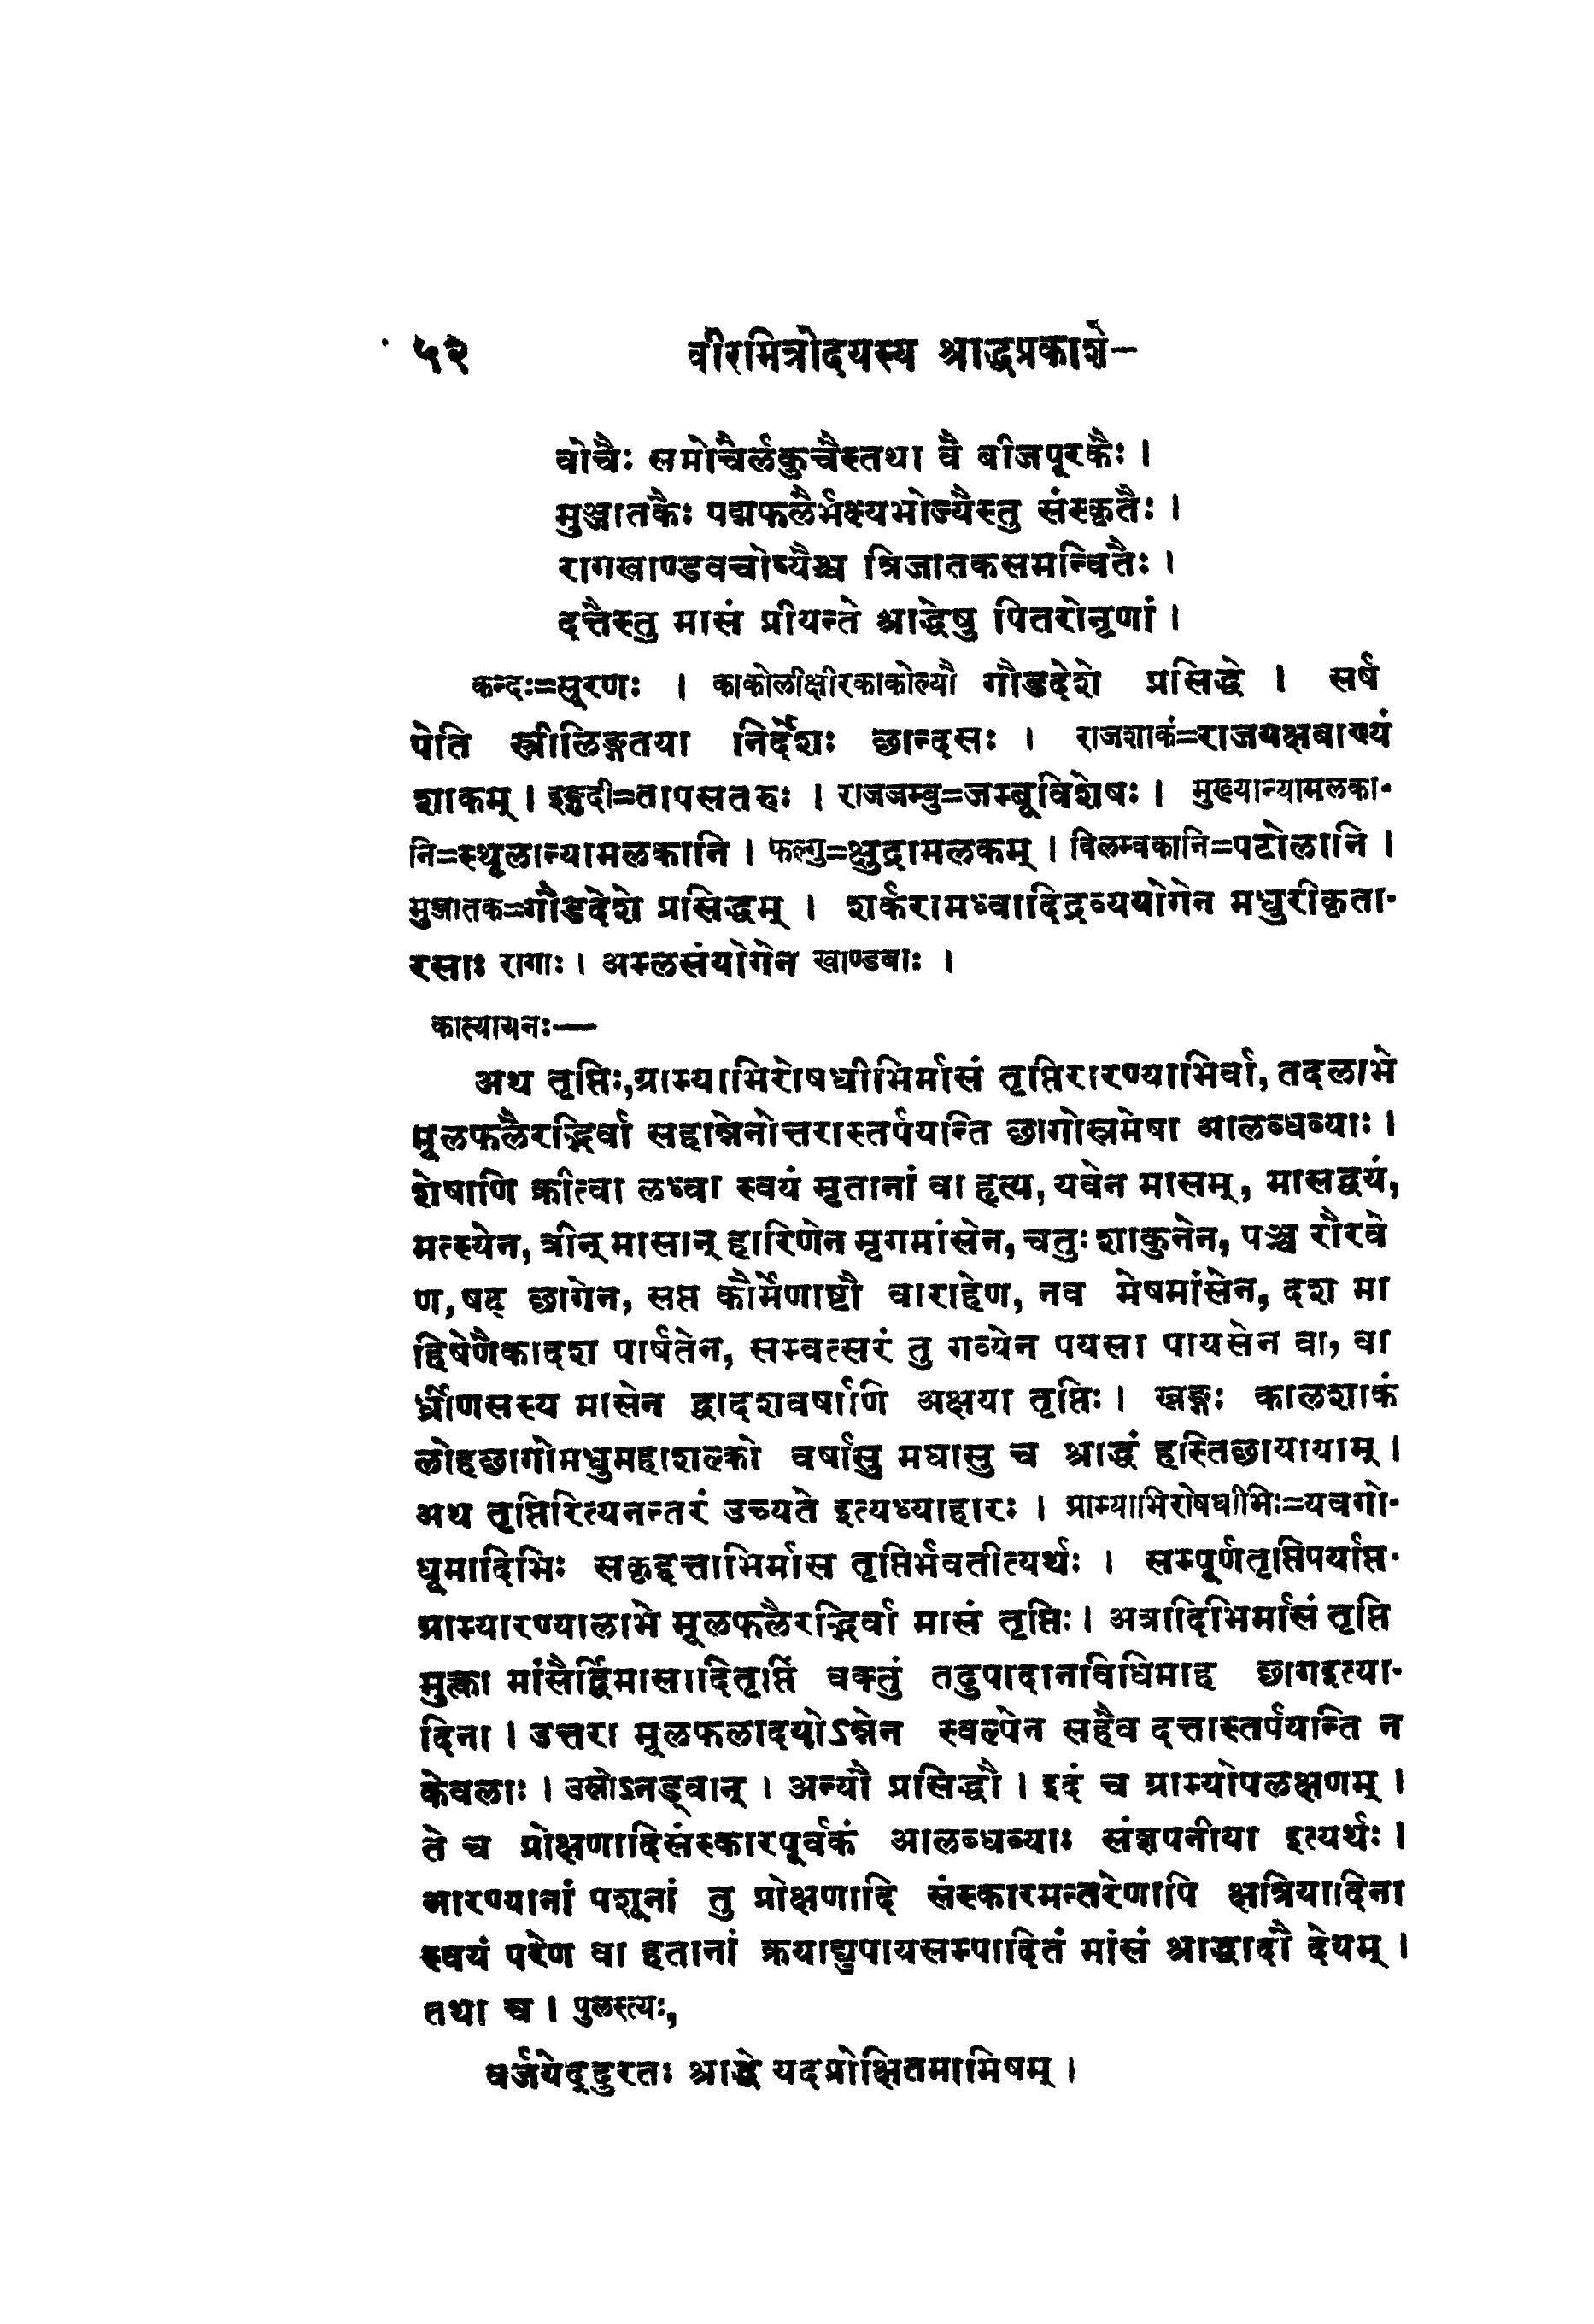 ५२ वीरमित्रोदयस्य श्राद्धप्रकाशे–
वोचैः समोचैर्लकुचैस्तथा वै बीजपूरकैः ।
मुञ्जातकैः पद्मफलैर्भक्ष्यभोज्यैस्तु संस्कृतैः ।
रागखाण्डवचोष्यैश्च त्रिजातकसमन्वितैः ।
दत्तैस्तु मासं प्रीयन्ते श्राद्धेषु पितरोनृणां ।
कन्दः=सूरणः । काकोलीक्षीरकाकोल्यौ गौडदेशे प्रसिद्धे । सर्ष
पेति स्त्रीलिङ्गतया निर्देशः छान्दसः । राजशाकं=राजयक्षबाण्यं
शाकम् । इङ्गुदी=तापसतरुः । राजजम्बु=जम्बूविशेषः । मुख्यान्यामलका-
नि=स्थूलान्यामलकानि । फल्गु=क्षुद्रामलकम् । विलम्वकानि=पटोलानि ।
मुञ्जातक=गौडदेशे प्रसिद्धम् । शर्करामध्वादिद्रव्ययोगेन मधुरीकृता-
रसाः रागाः । अम्लसंयोगेन खाण्डबाः ।
कात्यायनः—
अथ तृप्तिः,ग्राम्याभिरोषधीभिर्मासं तृप्तिरारण्याभिर्वा, तदलाभे
मूलफलैरद्भिर्वा सहान्नेनोत्तरास्तर्पयन्ति छागोस्रमेषा आलब्धव्याः ।
शेषाणि क्रीत्वा लब्ध्वा स्वयं मृतानां वा हृत्य, यवेन मासम्, मासद्वयं,
मत्स्येन, त्रीन् मासान् हारिणेन मृगमांसेन, चतुः शाकुनेन, पञ्च रौरवे
ण, षट् छागेन, सप्त कौर्मेणाष्टौ वाराहेण, नव मेषमांसेन, दश मा
हिषेणैकादश पार्षतेन, सम्वत्सरं तु गव्येन पयसा पायसेन वा, वा
र्ध्रीणसस्य मासेन द्वादशवर्षाणि अक्षया तृप्तिः । खड्गः कालशाकं
लोहछागोमधुमहाशल्को वर्षासु मघासु च श्राद्धं हस्तिछायायाम् ।
अथ तृप्तिरित्यनन्तरं उच्यते इत्यध्याहारः । ग्राम्याभिरोषधीभिः=यवगो-
धूमादिभिः सकृद्दत्ताभिर्मास तृप्तिर्भवतीत्यर्थः । सम्पूर्णतृप्तिपर्याप्त-
ग्राम्यारण्यालाभे मूलफलैरद्भिर्वा मासं तृप्तिः । अत्रादिभिर्मासं तृप्ति
मुत्का मांसैर्द्विमासादितृप्तिं वक्तुं तदुपादानविधिमाह छागइत्या-
दिना । उत्तरा मूलफलादयोऽन्नेन स्वल्पेन सहैव दत्तास्तर्पयान्ति न
केवलाः । उस्रोऽनड्वान् । अन्यौ प्रसिद्धौ । इदं च ग्राम्योपलक्षणम् ।
ते च प्रोक्षणादिसंस्कारपूर्वकं आलब्धव्याः संज्ञपनीया इत्यर्थः ।
आरण्यानां पशूनां तु प्रोक्षणादि संस्कारमन्तरेणापि क्षत्रियादिना
स्वयं परेण वा हतानां क्रयाद्युपायसम्पादितं मांसं श्राद्धादौ देयम् ।
तथा च । पुलस्त्यः,
वर्जयेद्दुरतः श्राद्धे यदप्रोक्षितमामिषम् ।